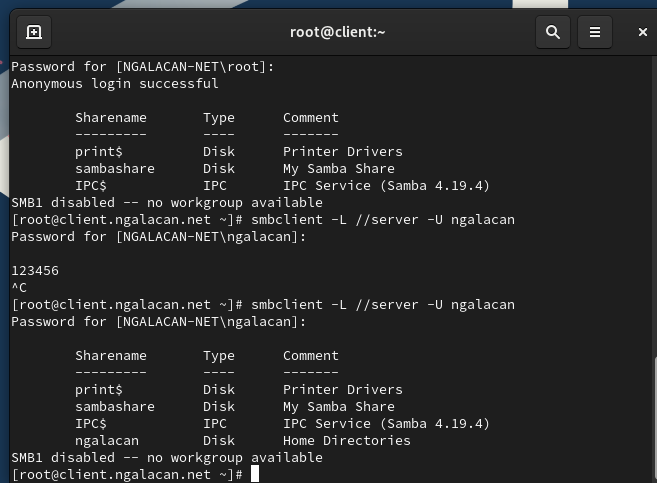 root@client:~
Password for [NGALACAN-NET\root]:
Anonymous login successful
Sharename Type Comment
--------- ---- -------
print$ Disk Printer Drivers
sambashare Disk My Samba Share
IPC$ IPC IPC Service (Samba 4.19.4)
SMB1 disabled -- no workgroup available
[root@client.ngalacan.net ~]# smbclient -L //server -U ngalacan
Password for [NGALACAN-NET\ngalacan]:
123456
^C
[root@client.ngalacan.net ~]# smbclient -L //server -U ngalacan
Password for [NGALACAN-NET\ngalacan]:
Sharename Type Comment
--------- ---- -------
print$ Disk Printer Drivers
sambashare Disk My Samba Share
IPC$ IPC IPC Service (Samba 4.19.4)
ngalacan Disk Home Directories
SMB1 disabled -- no workgroup available
[root@client.ngalacan.net ~]#